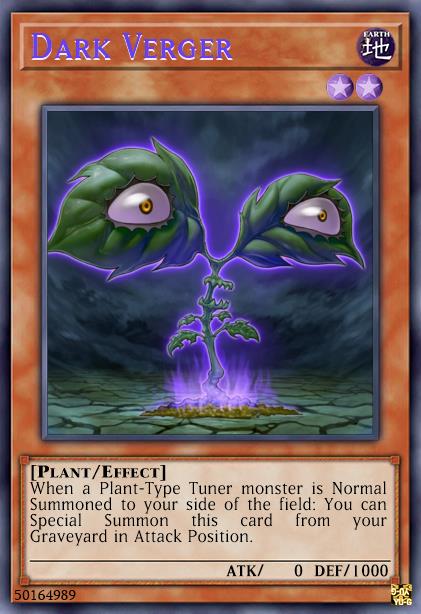 DARK VERGER
EARTH
地
[PLANT/EFFECT]
When a Plant-Type Tuner monster is Normal
Summoned to your side of the field: You can
Special Summon this card from your
Graveyard in Attack Position.
ATK/ 0 DEF/1000
50164989